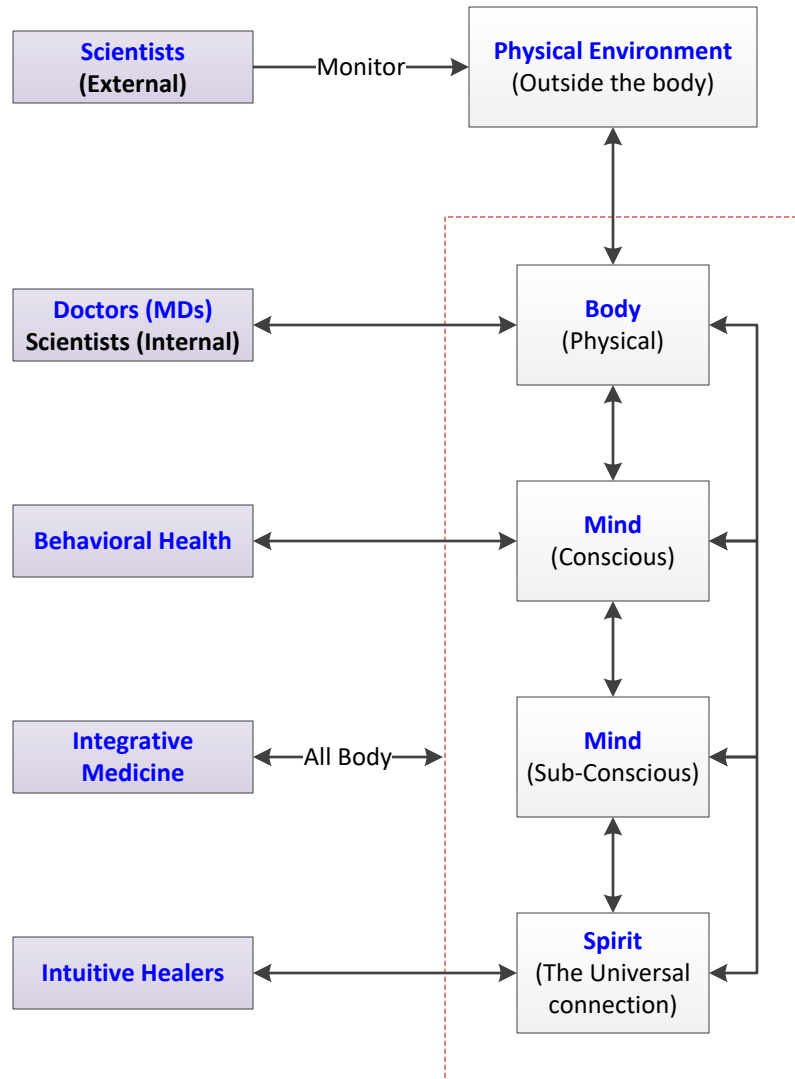 Scientists
(External)
Monitor
Physical Environment
(Outside the body)
Doctors (MDs)
Scientists (Internal)
Body
(Physical)
Behavioral Health
Mind
(Conscious)
Integrative
Medicine
All Body
Mind
(Sub-Conscious)
Intuitive Healers
Spirit
(The Universal
connection)